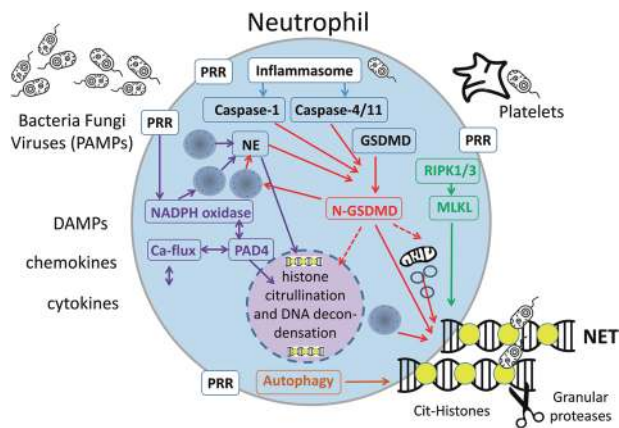 Neutrophil
PRR
Inflammasome
Caspase-1
Caspase-4/11
Platelets
Bacteria Fungi
Viruses (PAMPs)
PRR
NE
GSDMD
PRR
RIPK1/3
N-GSDMD
MLKL
NADPH oxidase
DAMPs
Ca-flux
PAD4
chemokines
cytokines
histone
citrullination
and DNA decon-
densation
NET
PRR
Autophagy
Cit-Histones
Granular
proteases